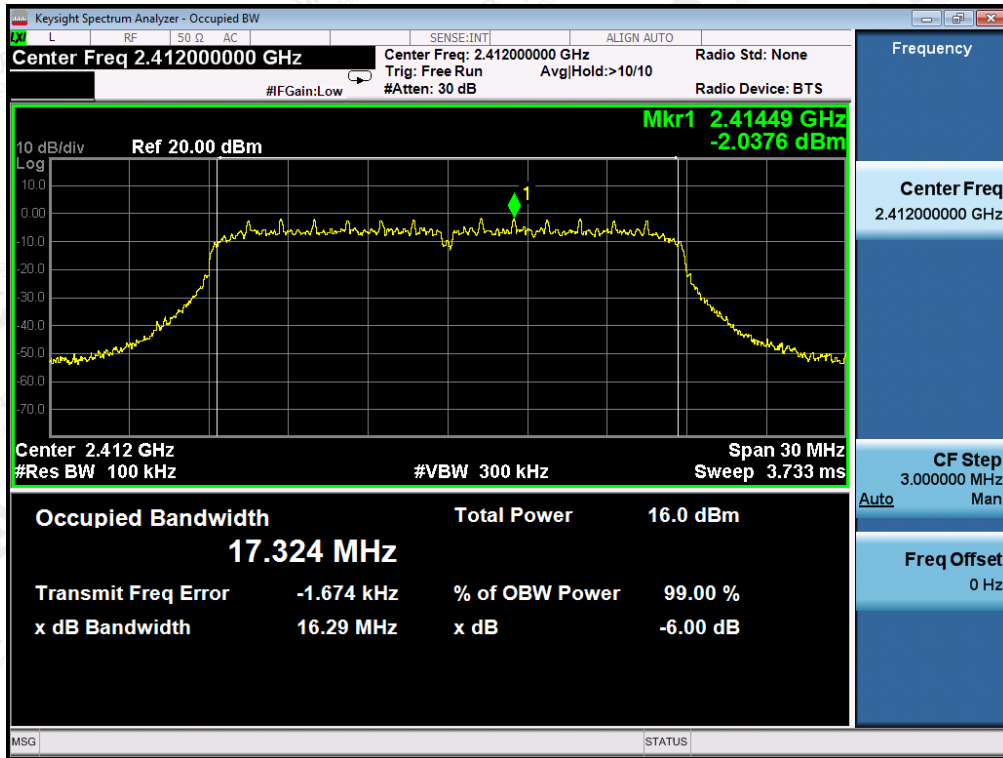 Keysight Spectrum Analyzer - Occupied BW
LXI L RF 50 Ω AC SENSE:INT ALIGN AUTO
Center Freq 2.412000000 GHz
Center Freq: 2.412000000 GHz Radio Std: None
Trig: Free Run Avg|Hold:>10/10
#IFGain:Low #Atten: 30 dB Radio Device: BTS
Mkr1 2.41449 GHz
-2.0376 dBm
10 dB/div Ref 20.00 dBm
Log
10.0
0.00
-10.0
-20.0
-30.0
-40.0
-50.0
-60.0
-70.0
1
Center 2.412 GHz Span 30 MHz
#Res BW 100 kHz #VBW 300 kHz Sweep 3.733 ms
Occupied Bandwidth Total Power 16.0 dBm
17.324 MHz
Transmit Freq Error -1.674 kHz % of OBW Power 99.00 %
x dB Bandwidth 16.29 MHz x dB -6.00 dB
MSG STATUS
Frequency
Center Freq
2.412000000 GHz
CF Step
3.000000 MHz
Auto Man
Freq Offset
0 Hz